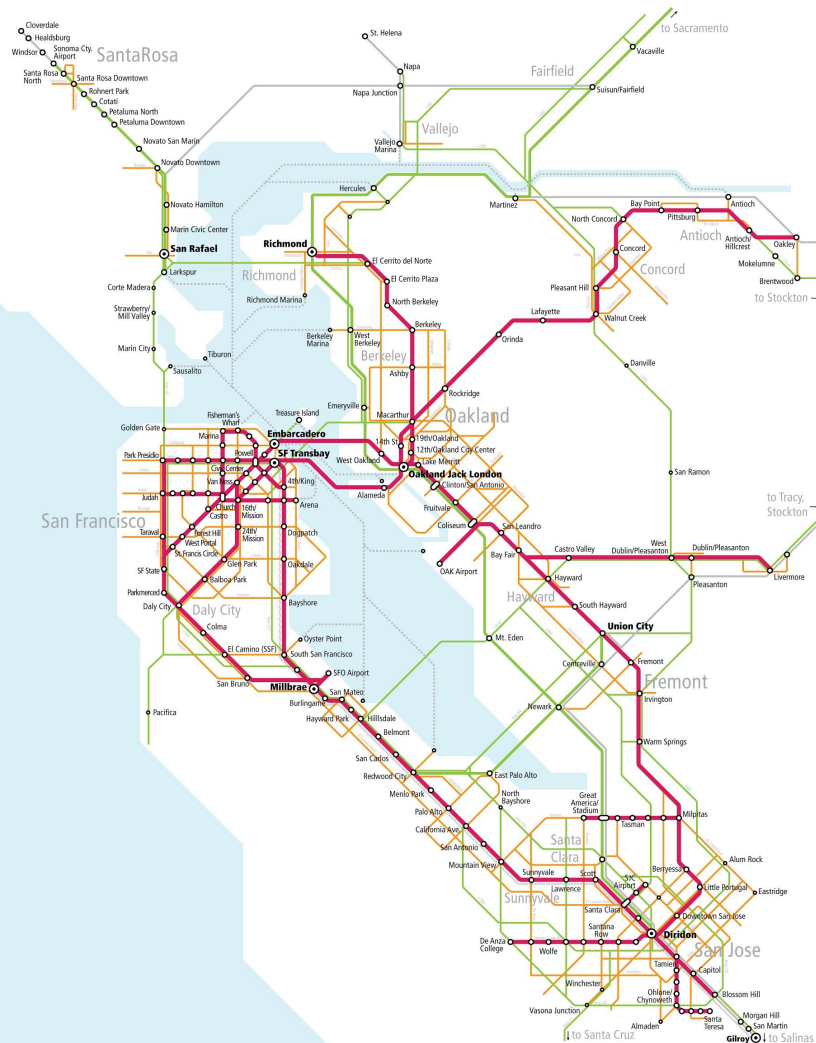 Cloverdale
Healdsburg
Windsor
Sonoma Cty.
Airport
SantaRosa
Santa Rosa
North
Santa Rosa Downtown
Rohnert Park
Cotati
Petaluma North
Petaluma Downtown
Novato San Marin
Novato Downtown
Novato Hamilton
Marin Civic Center
San Rafael
Larkspur
Corte Madera
Strawberry/
Mill Valley
Marin City
Sausalito
Tiburon
Golden Gate
St. Helena
Napa
Napa Junction
Vallejo
Vallejo
Marina
Fairfield
to Sacramento
Vacaville
Suisun/Fairfield
Hercules
Martinez
Richmond
Richmond
Richmond Marina
El Cerrito del Norte
El Cerrito Plaza
North Berkeley
Berkeley
Marina
West
Berkeley
Berkeley
Berkeley
Ashby
Emeryville
Rockridge
Macarthur
Oakland
Orinda
Lafayette
Walnut Creek
Pleasant Hill
Concord
Concord
North Concord
Bay Point
Pittsburg
Antioch
Antioch
Antioch/
Hillcrest
Oakley
Mokelumne
Brentwood
to Stockton
Danville
San Ramon
to Tracy,
Stockton
Treasure Island
Embarcadero
SF Transbay
Fisherman's
Wharf
Marina
Powell
Park Presidio
Civic Center
Van Ness
4th/King
Judah
Church
Castro
16th/
Mission
Arena
San Francisco
Taraval
Forest Hill
West Portal
St. Francis Circle
24th/
Mission
Dogpatch
Glen Park
Oakdale
SF State
Balboa Park
Parkmerced
Bayshore
Daly City
Daly City
Colma
Oyster Point
El Camino (SSF)
South San Francisco
San Bruno
SFO Airport
Millbrae
Burlingame
San Mateo
Hayward Park
Hilllsdale
Belmont
San Carlos
Redwood City
Pacifica
14th St.
19th/Oakland
12th/Oakland City Center
West Oakland
Lake Merritt
Oakland Jack London
Alameda
Clinton/San Antonio
Fruitvale
Coliseum
San Leandro
OAK Airport
Bay Fair
Castro Valley
West
Dublin/Pleasanton
Dublin/Pleasanton
Livermore
Pleasanton
Hayward
Hayward
South Hayward
Mt. Eden
Union City
Centreville
Fremont
Fremont
Irvington
Newark
Warm Springs
East Palo Alto
Menlo Park
Palo Alto
North
Bayshore
California Ave.
San Antonio
Mountain View
Great
America/
Stadium
Tasman
Milpitas
Santa
Clara
Sunnyvale
Sunnyvale
Lawrence
Scott
SJC
Airport
Santa Clara
Berryessa
Alum Rock
Little Portugal
Eastridge
Downtown San Jose
De Anza
College
Wolfe
Santana
Row
Diridon
San Jose
Tamien
Capitol
Winchester
Ohlone/
Chynoweth
Blossom Hill
Vasona Junction
Almaden
Santa
Teresa
Morgan Hill
San Martin
Gilroy
to Salinas
to Santa Cruz